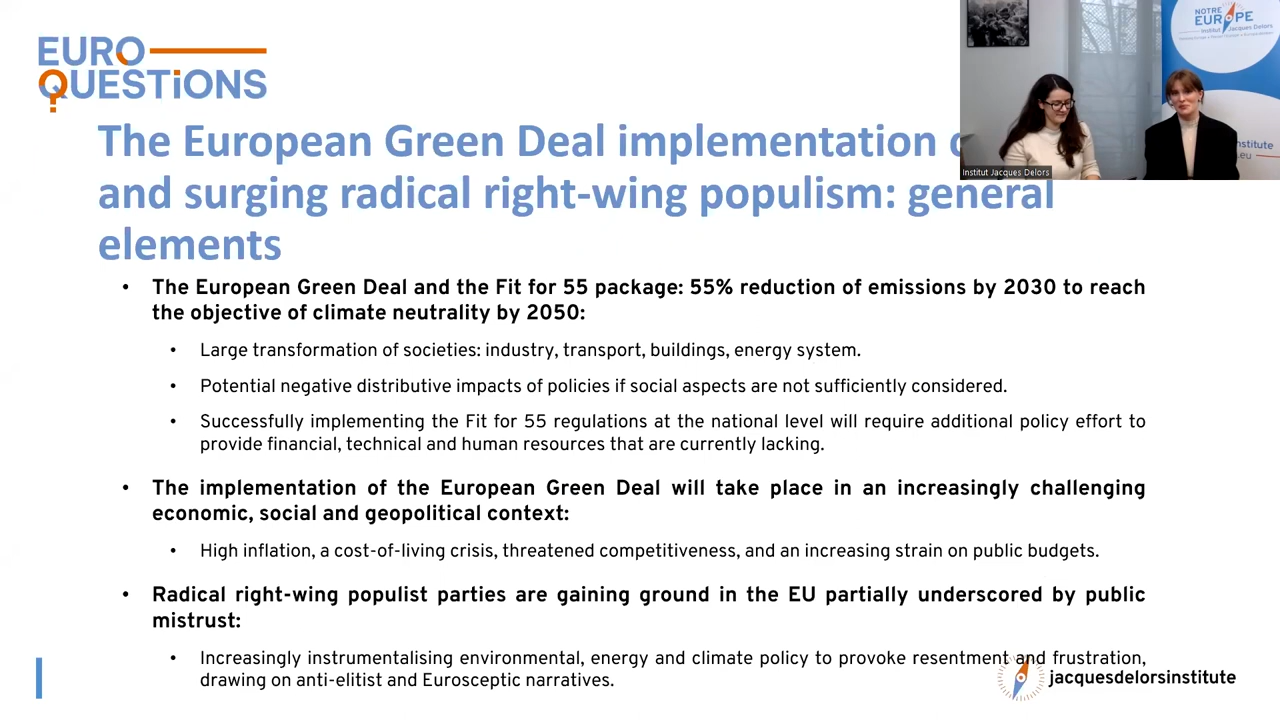 EURO
QUESTiONS
The European Green Deal implementation
and surging radical right-wing populism: general
elements
• The European Green Deal and the Fit for 55 package: 55% reduction of emissions by 2030 to reach
the objective of climate neutrality by 2050:
• Large transformation of societies: industry, transport, buildings, energy system.
• Potential negative distributive impacts of policies if social aspects are not sufficiently considered.
• Successfully implementing the Fit for 55 regulations at the national level will require additional policy effort to
provide financial, technical and human resources that are currently lacking.
• The implementation of the European Green Deal will take place in an increasingly challenging
economic, social and geopolitical context:
• High inflation, a cost-of-living crisis, threatened competitiveness, and an increasing strain on public budgets.
• Radical right-wing populist parties are gaining ground in the EU partially underscored by public
mistrust:
• Increasingly instrumentalising environmental, energy and climate policy to provoke resentment and frustration,
drawing on anti-elitist and Eurosceptic narratives.
jacquesdelorsinstitute
NOTRE
EUROPE
Institut Jacques Delors
nstitute
.eu
Institut Jacques Delors